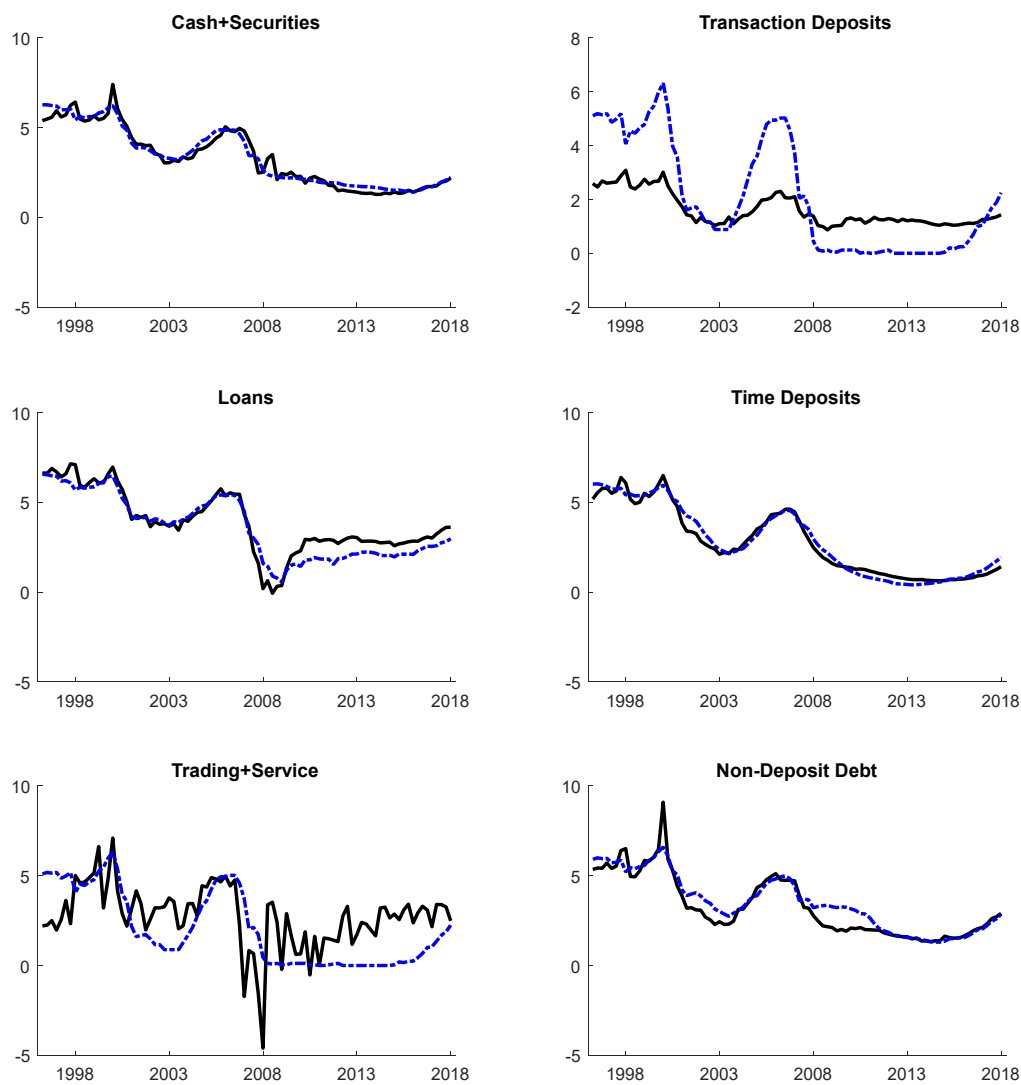 Cash+Securities
10
5
0
-5
1998 2003 2008 2013 2018
Transaction Deposits
8
6
4
2
0
-2
1998 2003 2008 2013 2018
Loans
10
5
0
-5
1998 2003 2008 2013 2018
Time Deposits
10
5
0
-5
1998 2003 2008 2013 2018
Trading+Service
10
5
0
-5
1998 2003 2008 2013 2018
Non-Deposit Debt
10
5
0
-5
1998 2003 2008 2013 2018